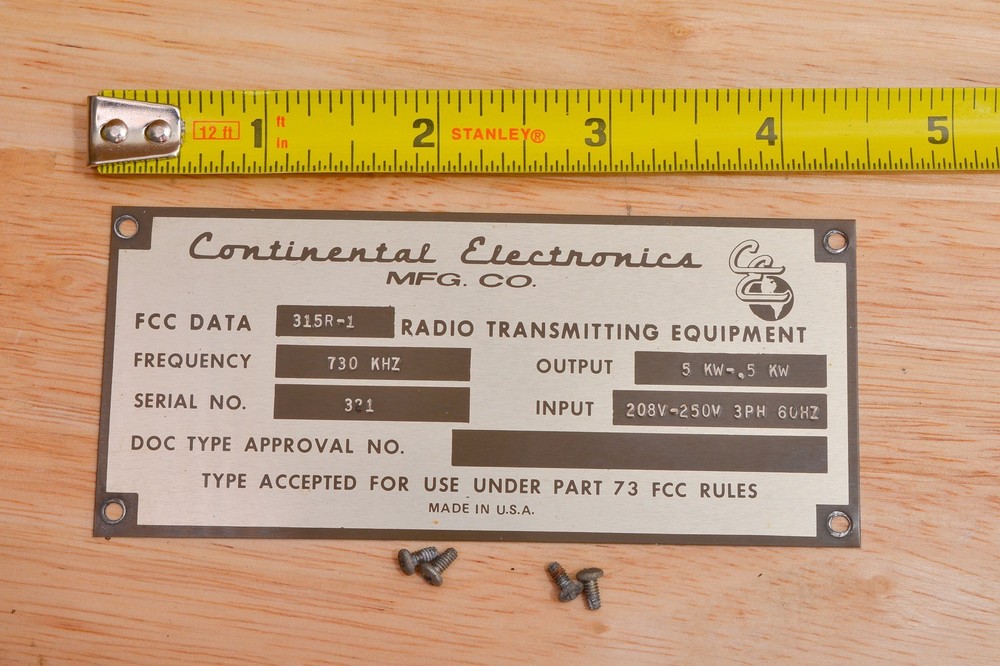 12 ft 1 ft in 2 STANLEY® 3 4 5
Continental Electronics
MFG. CO.
CE
FCC DATA 315R-1 RADIO TRANSMITTING EQUIPMENT
FREQUENCY 730 KHZ OUTPUT 5 KW-.5 KW
SERIAL NO. 321 INPUT 208V-250V 3PH 60HZ
DOC TYPE APPROVAL NO.
TYPE ACCEPTED FOR USE UNDER PART 73 FCC RULES
MADE IN U.S.A.